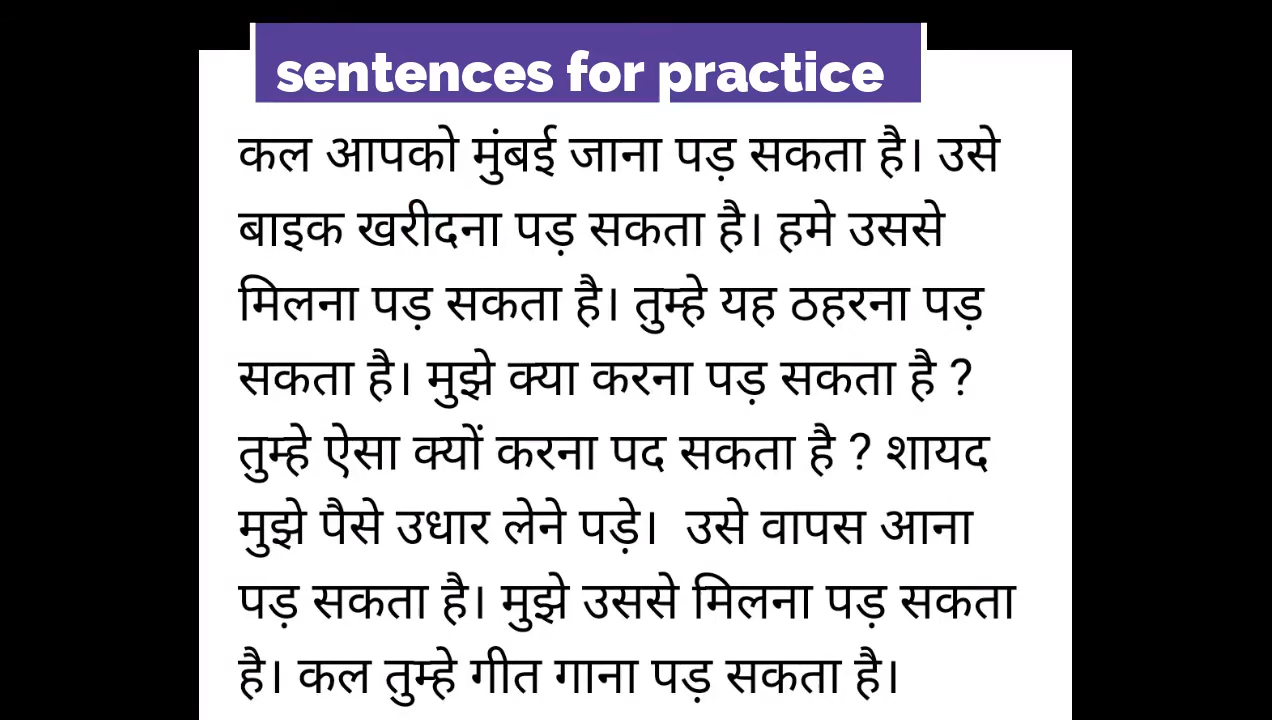 sentences for practice
कल आपको मुंबई जाना पड़ सकता है। उसे
बाइक खरीदना पड़ सकता है। हमे उससे
मिलना पड़ सकता है। तुम्हे यह ठहरना पड़
सकता है। मुझे क्या करना पड़ सकता है ?
तुम्हे ऐसा क्यों करना पद सकता है ? शायद
मुझे पैसे उधार लेने पड़े।  उसे वापस आना
पड़ सकता है। मुझे उससे मिलना पड़ सकता
है। कल तुम्हे गीत गाना पड़ सकता है।